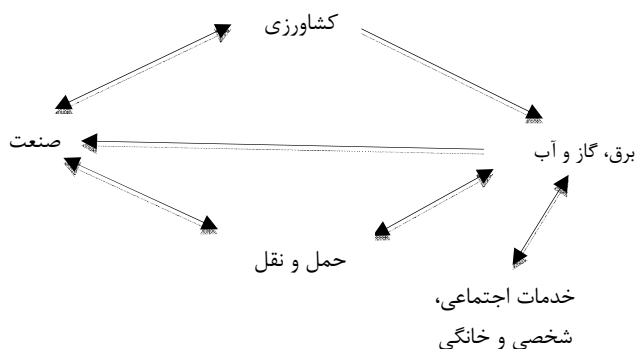 کشاورزی
صنعت
برق، گاز و آب
حمل و نقل
خدمات اجتماعی،
شخصی و خانگی